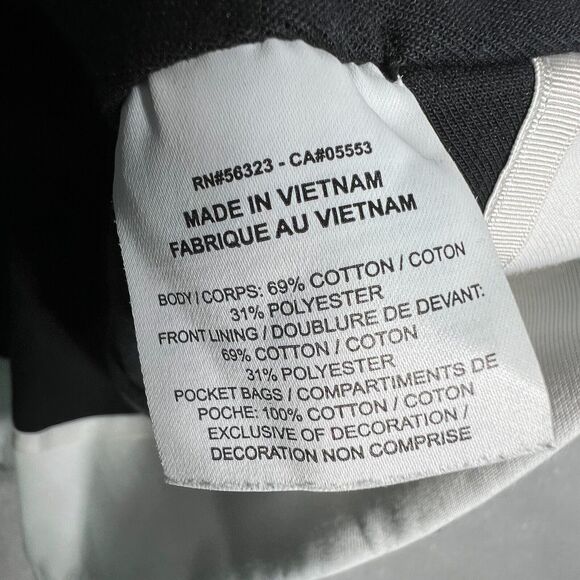 RN#56323 - CA#05553
MADE IN VIETNAM
FABRIQUE AU VIETNAM
BODY / CORPS: 69% COTTON / COTON
31% POLYESTER
FRONT LINING / DOUBLURE DE DEVANT:
69% COTTON / COTON
31% POLYESTER
POCKET BAGS / COMPARTIMENTS DE
POCHE: 100% COTTON / COTON
EXCLUSIVE OF DECORATION /
DECORATION NON COMPRISE